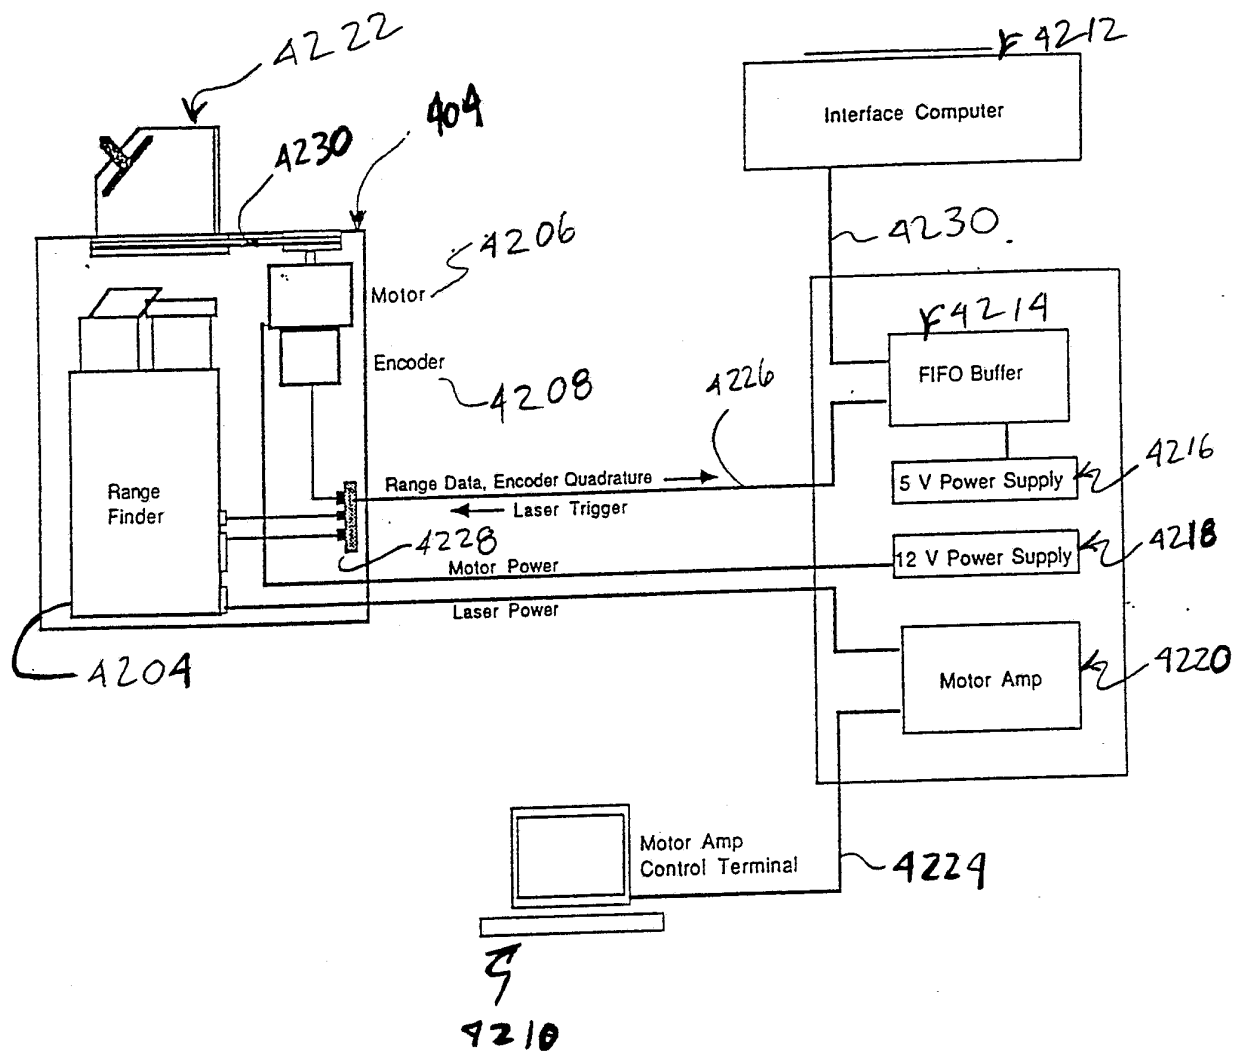 4222
4212
404
Interface Computer
4230
4206
4230
Motor
4214
Encoder
FIFO Buffer
4208
4226
4216
Range Data, Encoder Quadrature
5 V Power Supply
Range
Finder
Laser Trigger
4228
4218
Motor Power
12 V Power Supply
Laser Power
4204
4220
Motor Amp
Motor Amp
Control Terminal
4224
4210